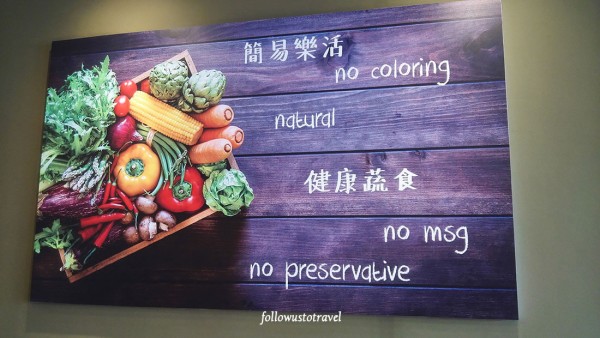 簡易樂活
no coloring
natural
健康蔬食
no msg
no preservative
followustotravel